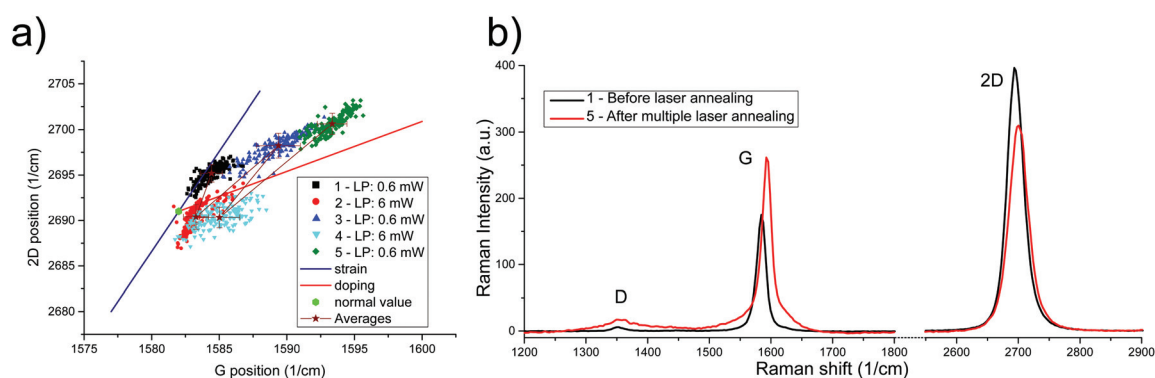 a)
2D position (1/cm)
2705
2700
2695
2690
2685
2680
1575
1580
1585
1590
1595
1600
G position (1/cm)
1 - LP: 0.6 mW
2 - LP: 6 mW
3 - LP: 0.6 mW
4 - LP: 6 mW
5 - LP: 0.6 mW
strain
doping
normal value
Averages
b)
Raman Intensity (a.u.)
400
300
200
100
0
1 - Before laser annealing
5 - After multiple laser annealing
D
G
2D
1200
1300
1400
1500
1600
1700
1800
2600
2700
2800
2900
Raman shift (1/cm)